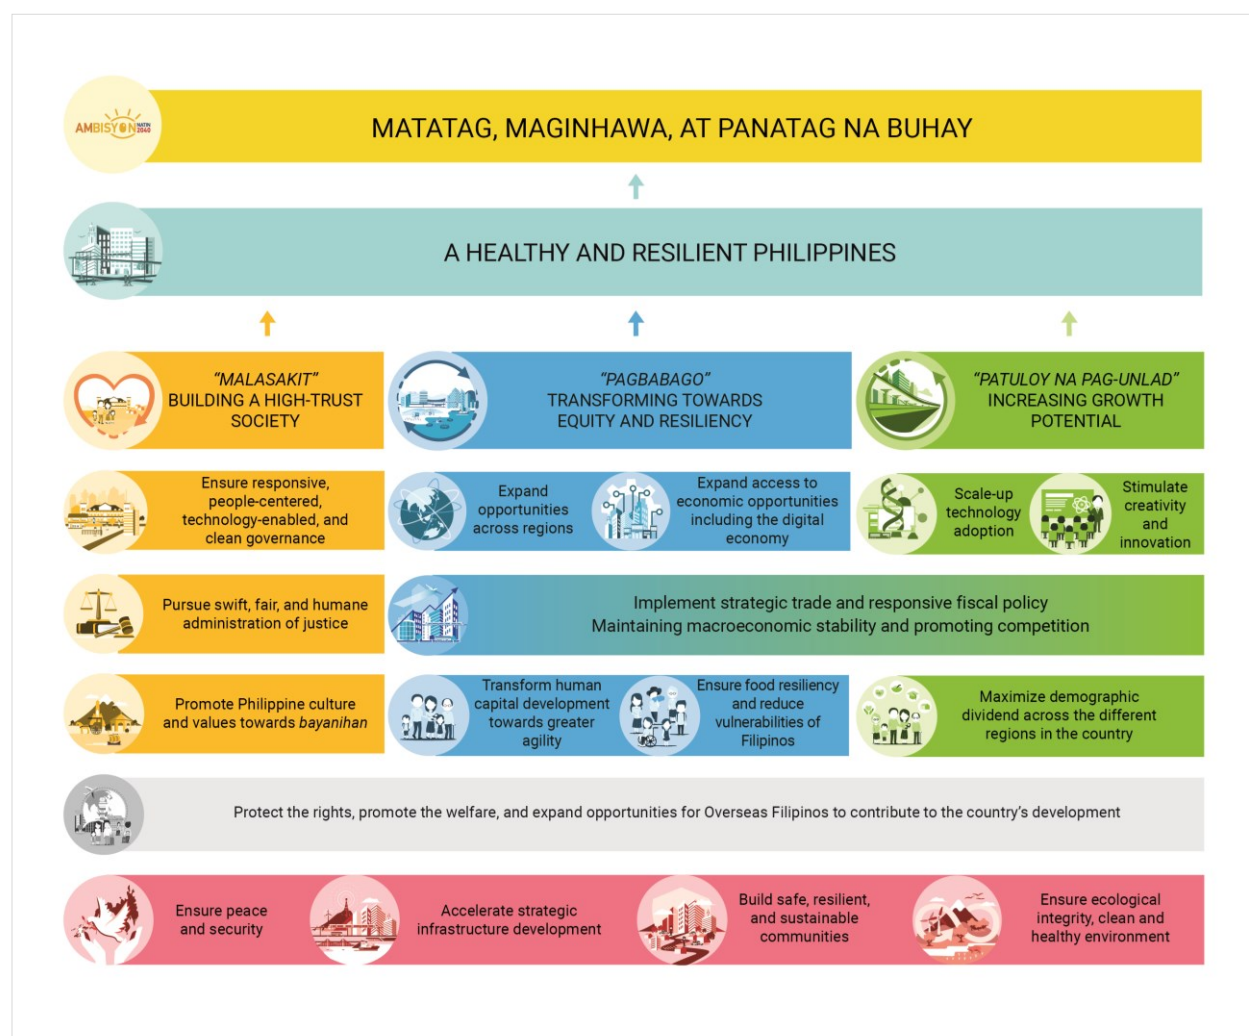 AMBISYON NATIN 2040
MATATAG, MAGINHAWA, AT PANATAG NA BUHAY
A HEALTHY AND RESILIENT PHILIPPINES
“MALASAKIT”
BUILDING A HIGH-TRUST
SOCIETY
“PAGBABAGO”
TRANSFORMING TOWARDS
EQUITY AND RESILIENCY
“PATULOY NA PAG-UNLAD”
INCREASING GROWTH
POTENTIAL
Ensure responsive,
people-centered,
technology-enabled, and
clean governance
Expand
opportunities
across regions
Expand access to
economic opportunities
including the digital
economy
Scale-up
technology
adoption
Stimulate
creativity
and
innovation
Pursue swift, fair, and humane
administration of justice
Implement strategic trade and responsive fiscal policy
Maintaining macroeconomic stability and promoting competition
Promote Philippine culture
and values towards bayanihan
Transform human
capital development
towards greater
agility
Ensure food resiliency
and reduce
vulnerabilities of
Filipinos
Maximize demographic
dividend across the different
regions in the country
Protect the rights, promote the welfare, and expand opportunities for Overseas Filipinos to contribute to the country’s development
Ensure peace
and security
Accelerate strategic
infrastructure development
Build safe, resilient,
and sustainable
communities
Ensure ecological
integrity, clean and
healthy environment